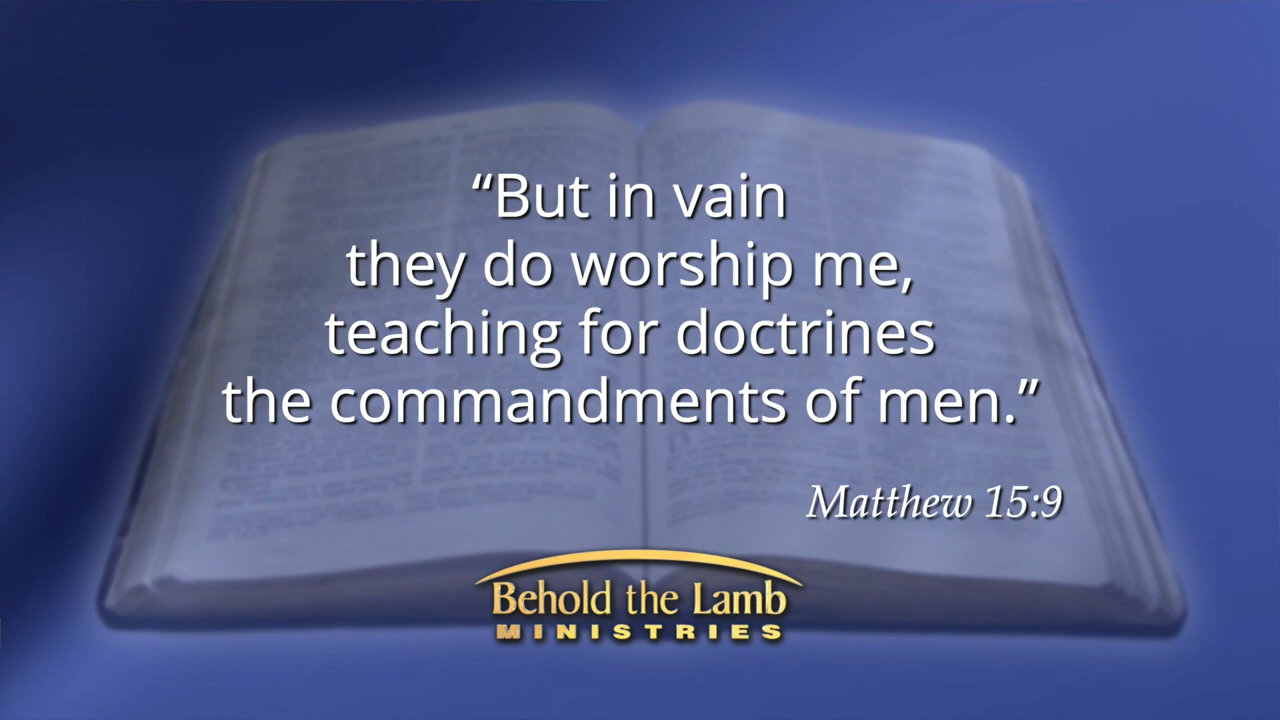 “But in vain
they do worship me,
teaching for doctrines
the commandments of men.”
Matthew 15:9
Behold the Lamb
MINISTRIES